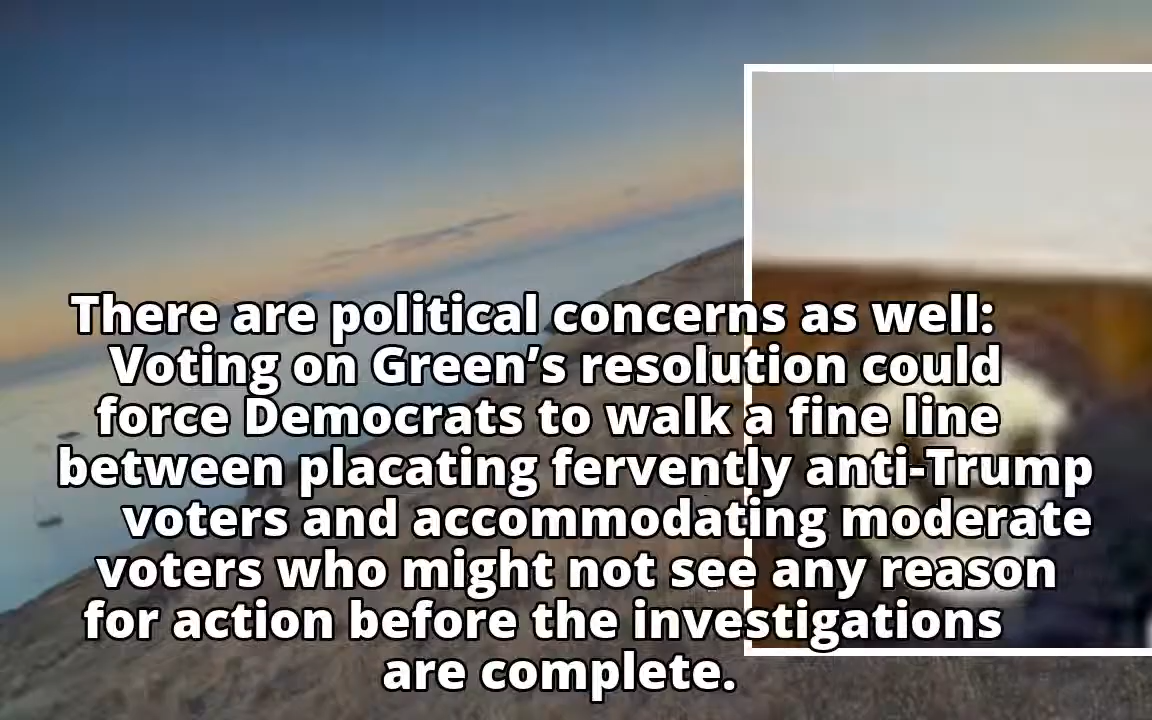 There are political concerns as well:
Voting on Green’s resolution could
force Democrats to walk a fine line
between placating fervently anti-Trump
voters and accommodating moderate
voters who might not see any reason
for action before the investigations
are complete.